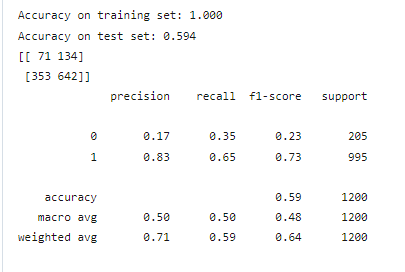 Accuracy on training set: 1.000
Accuracy on test set: 0.594
[[ 71 134]
[353 642]]
precision recall f1-score support
0 0.17 0.35 0.23 205
1 0.83 0.65 0.73 995
accuracy 0.59 1200
macro avg 0.50 0.50 0.48 1200
weighted avg 0.71 0.59 0.64 1200